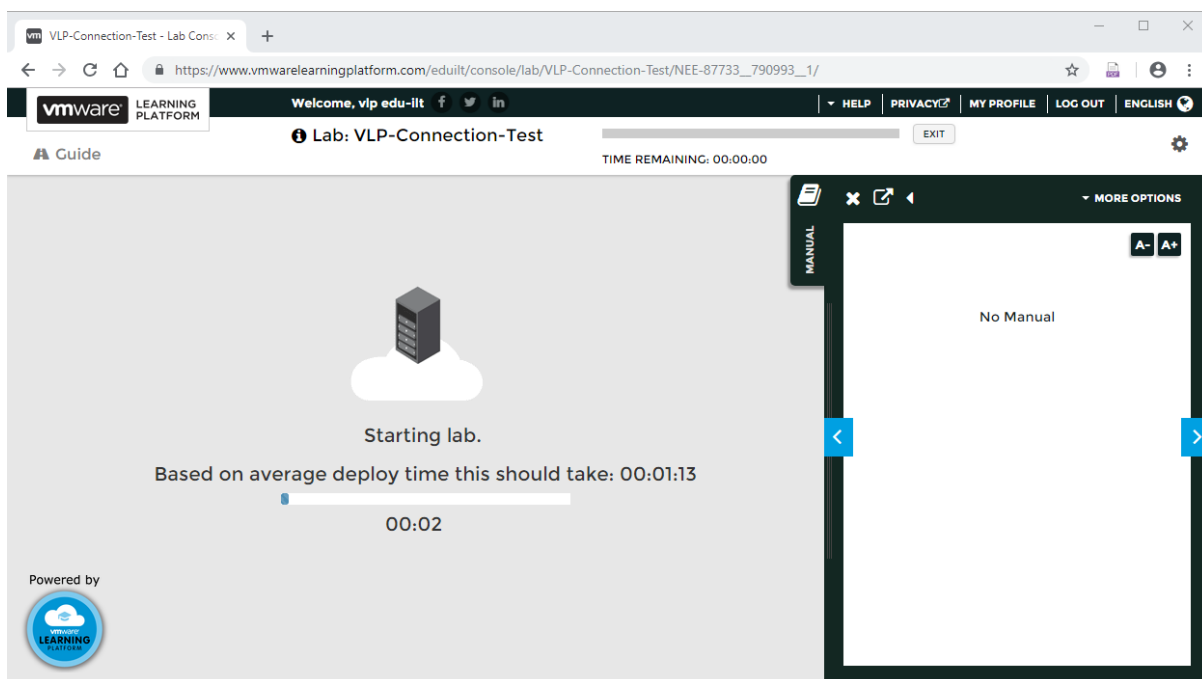 vm VLP-Connection-Test - Lab Conso
https://www.vmwarelearningplatform.com/eduilt/console/lab/VLP-Connection-Test/NEE-87733__790993__1/
vmware LEARNING PLATFORM
Welcome, vlp edu-ilt
HELP PRIVACY MY PROFILE LOG OUT ENGLISH
Guide
Lab: VLP-Connection-Test
EXIT
TIME REMAINING: 00:00:00
MANUAL
MORE OPTIONS
A- A+
No Manual
Starting lab.
Based on average deploy time this should take: 00:01:13
00:02
Powered by
vmware
LEARNING
PLATFORM